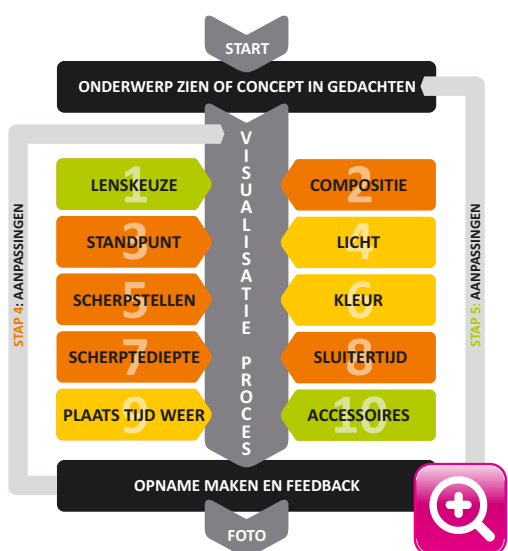 START
ONDERWERP ZIEN OF CONCEPT IN GEDACHTEN
VISUALISATIE PROCES
1 LENSKEUZE
2 COMPOSITIE
3 STANDPUNT
4 LICHT
5 SCHERPSTELLEN
6 KLEUR
7 SCHERPTEDIEPTE
8 SLUITERTIJD
9 PLAATS TIJD WEER
10 ACCESSOIRES
STAP 4: AANPASSINGEN
STAP 5: AANPASSINGEN
OPNAME MAKEN EN FEEDBACK
FOTO